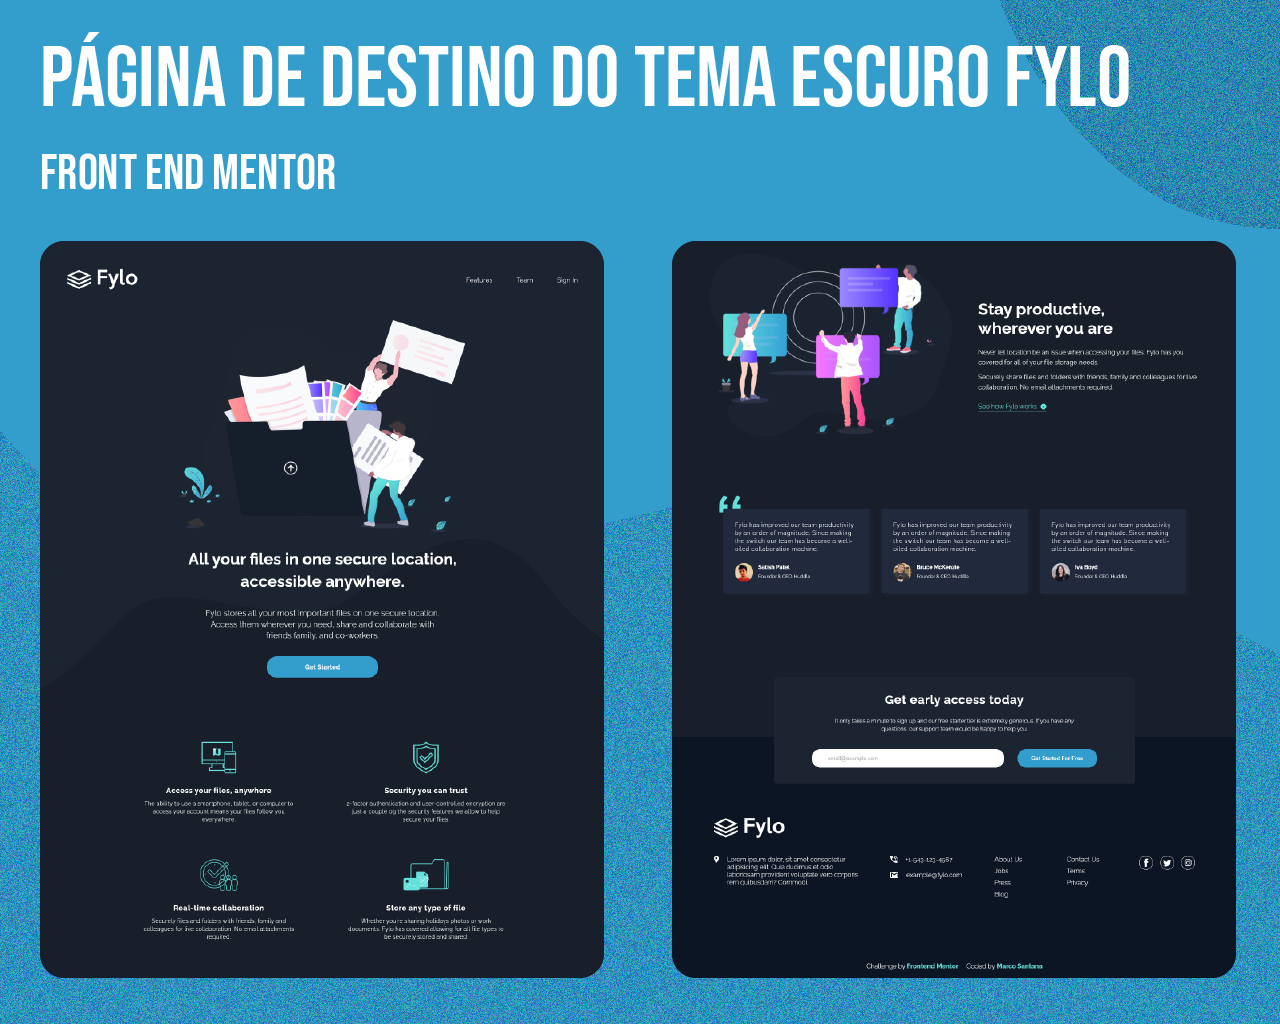 PÁGINA DE DESTINO DO TEMA ESCURO FYLO
FRONT END MENTOR
Fylo
Features
Team
Sign In
All your files in one secure location,
accessible anywhere.
Fylo stores all your most important files on one secure location.
Access them wherever you need, share and collaborate with
friends family, and co-workers.
Get Started
Access your files, anywhere
The ability to use a smartphone, tablet, or computer to
access your account means your files follow you
everywhere.
Security you can trust
2-factor authentication and user-controlled encryption are
just a couple og the security features we allow to help
secure your files.
Real-time collaboration
Securely files and folders with friends, family and
colleagues for live collaboration. No email attachments
required.
Store any type of file
Whether you're sharing holidays photos or work
documents. Fylo has covered allowing for all file types to
be securely stored and shared.
Stay productive,
wherever you are
Never let location be an issue when accessing your files. Fylo has you
covered for all of your file storage needs.
Securely share files and folders with friends, family and colleagues for live
collaboration. No email attachments required.
See how Fylo works
“
Fylo has improved our team productivity
by an order of magnitude. Since making
the switch our team has become a well-
oiled collaboration machine.
Satish Patel
Founder & CEO Huddle
Fylo has improved our team productivity
by an order of magnitude. Since making
the switch our team has become a well-
oiled collaboration machine.
Bruce McKenzie
Founder & CEO Huddle
Fylo has improved our team productivity
by an order of magnitude. Since making
the switch our team has become a well-
oiled collaboration machine.
Iva Boyd
Founder & CEO Huddle
Get early access today
It only takes a minute to sign up and our free starter tier is extremely generous. If you have any
questions, our support team would be happy to help you.
email@example.com
Get Started For Free
Fylo
Lorem ipsum dolor, sit amet consectetur
adipisicing elit. Quis ducimus et odio
laboriosam provident voluptate vero corporis
rem quibusdam? Commodi.
+1-543-123-4567
example@fylo.com
About Us
Jobs
Press
Blog
Contact Us
Terms
Privacy
Challenge by Frontend Mentor Coded by Marco Santana